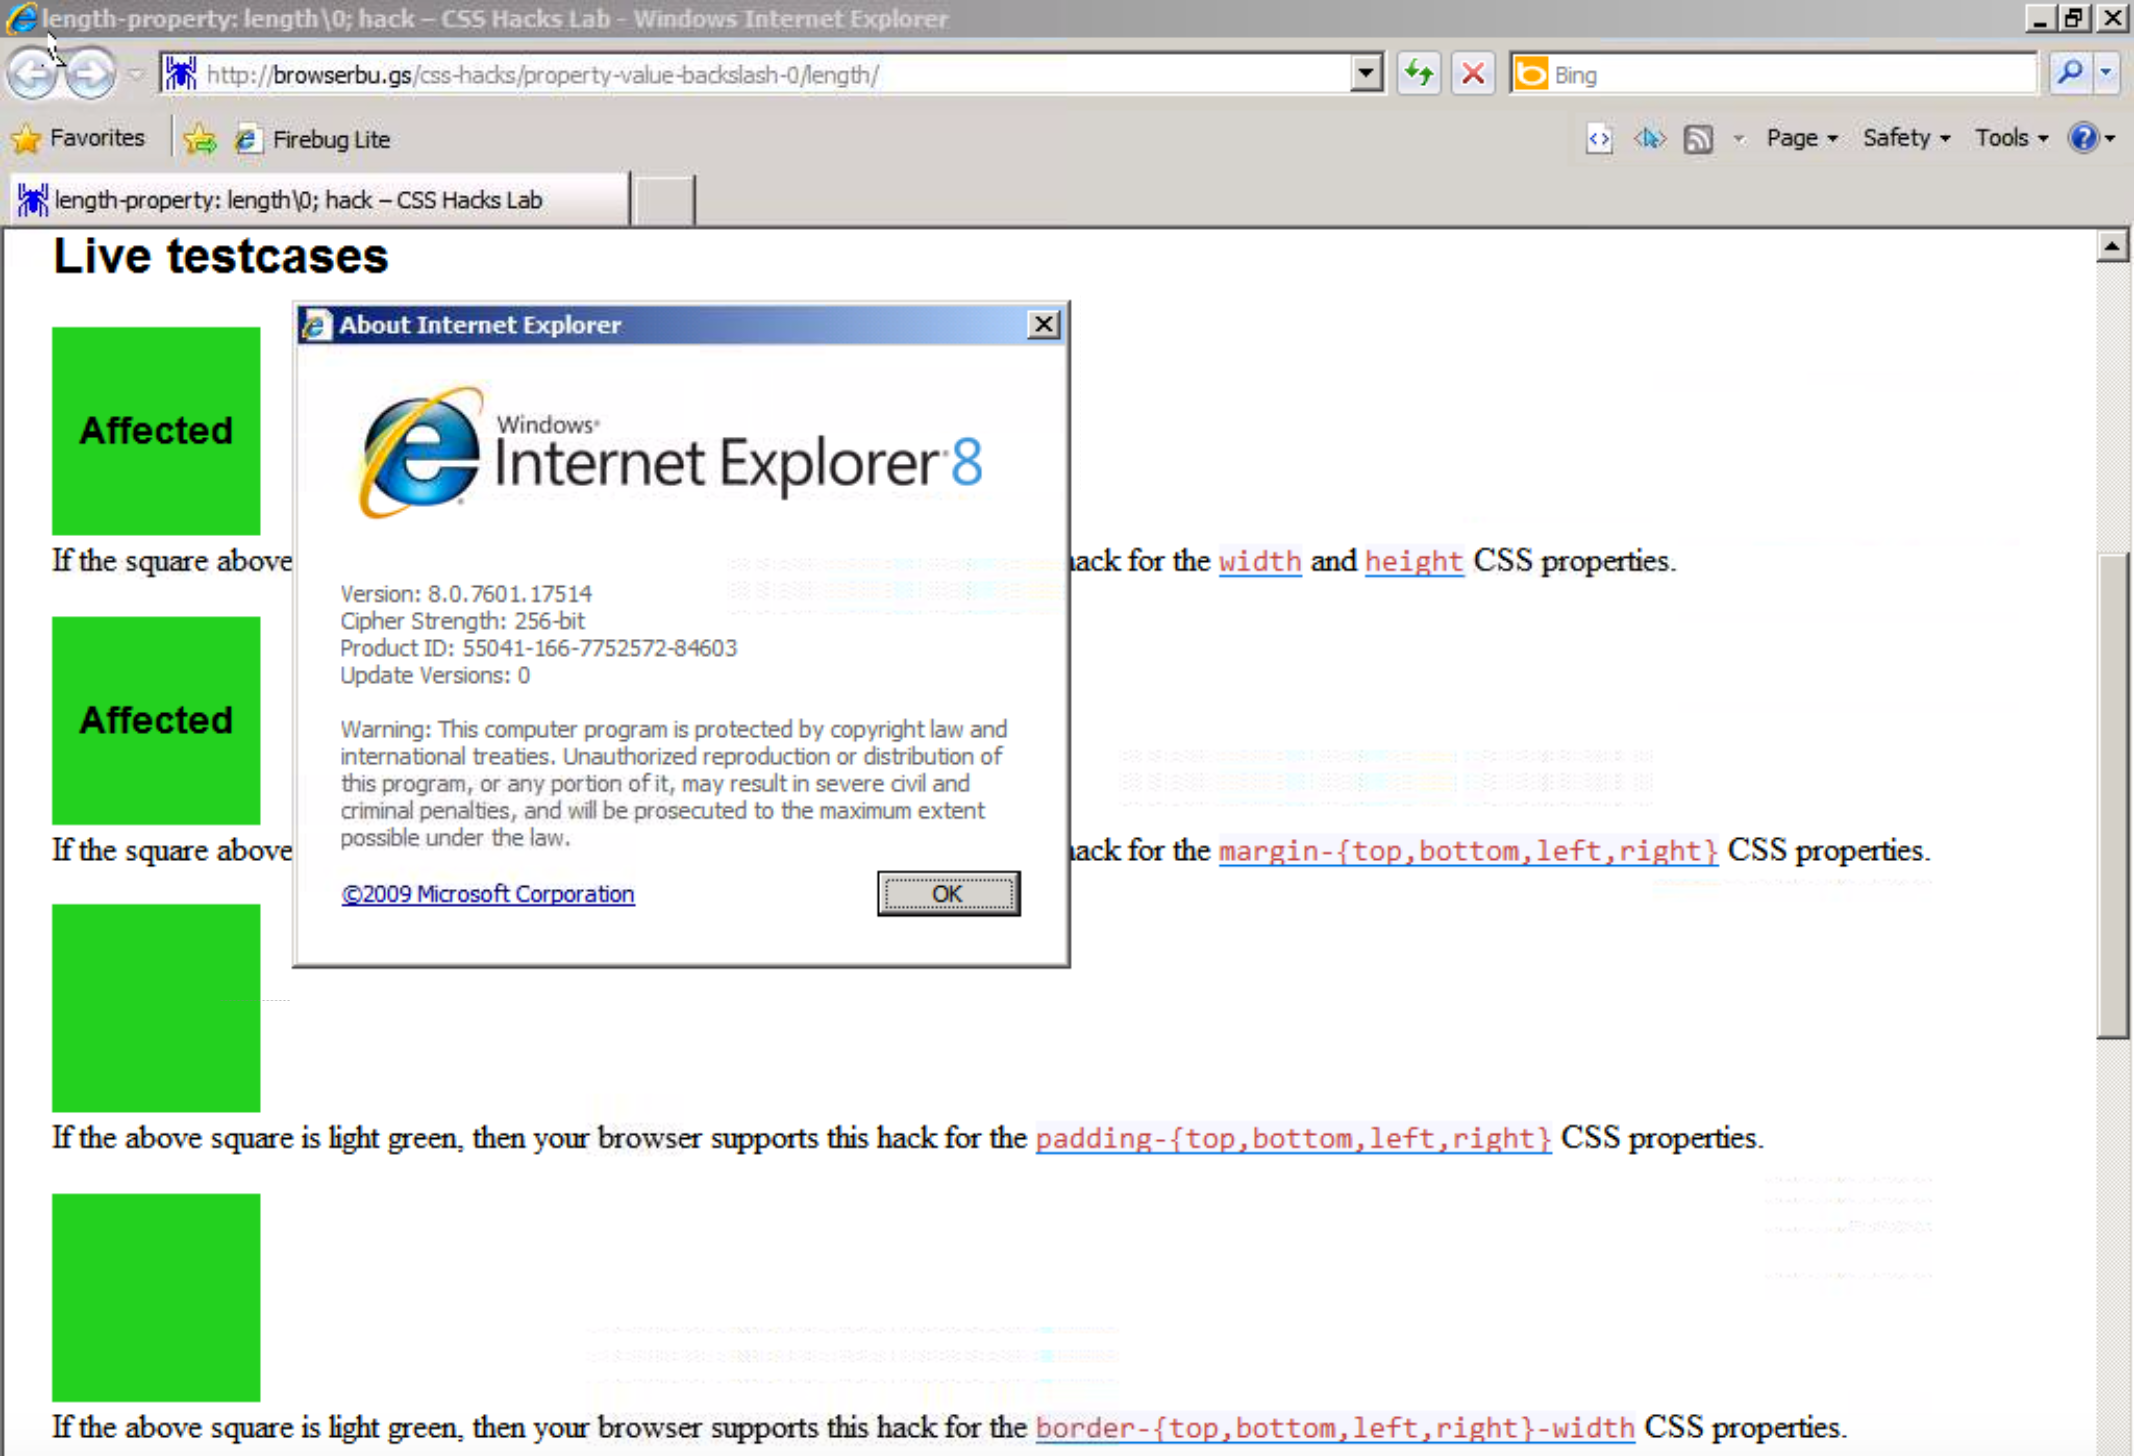 length-property: length\0; hack – CSS Hacks Lab - Windows Internet Explorer
http://browserbu.gs/css-hacks/property-value-backslash-0/length/
Bing
Favorites
Firebug Lite
Page
Safety
Tools
length-property: length\0; hack – CSS Hacks Lab
Live testcases
Affected
If the square above
hack for the width and height CSS properties.
Affected
If the square above
hack for the margin-{top,bottom,left,right} CSS properties.
If the above square is light green, then your browser supports this hack for the padding-{top,bottom,left,right} CSS properties.
If the above square is light green, then your browser supports this hack for the border-{top,bottom,left,right}-width CSS properties.
About Internet Explorer
Windows
Internet Explorer 8
Version: 8.0.7601.17514
Cipher Strength: 256-bit
Product ID: 55041-166-7752572-84603
Update Versions: 0
Warning: This computer program is protected by copyright law and
international treaties. Unauthorized reproduction or distribution of
this program, or any portion of it, may result in severe civil and
criminal penalties, and will be prosecuted to the maximum extent
possible under the law.
©2009 Microsoft Corporation
OK